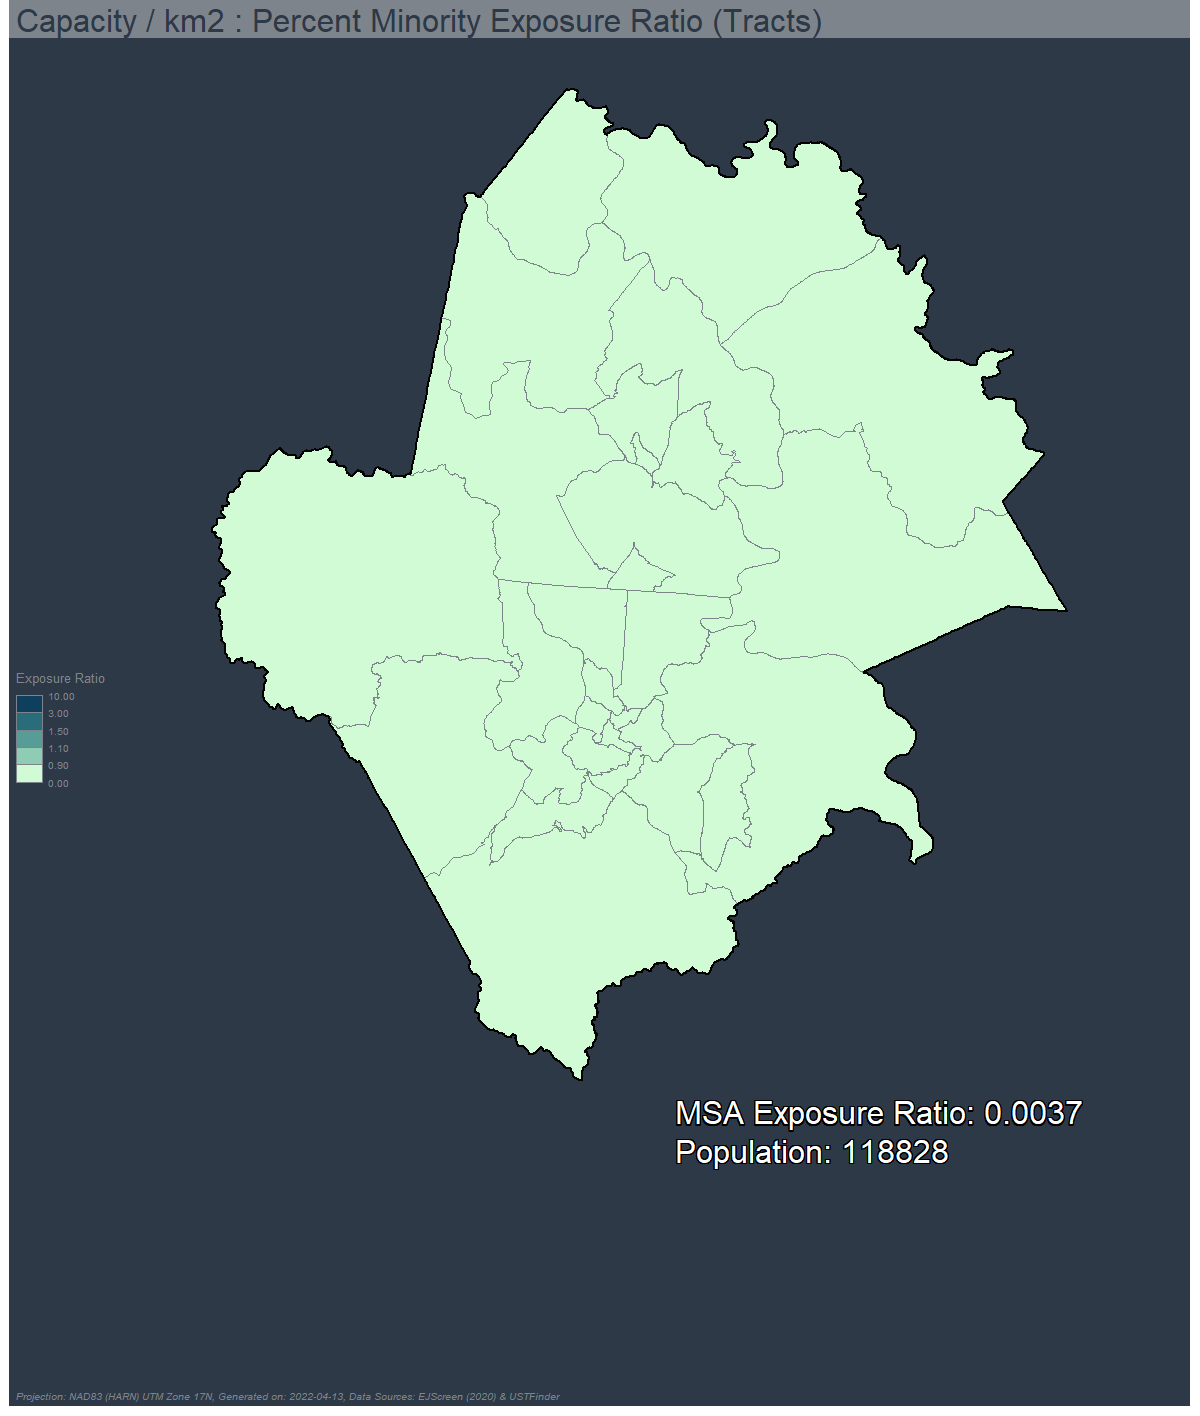 Capacity / km2 : Percent Minority Exposure Ratio (Tracts)
Exposure Ratio
10.00
3.00
1.50
1.10
0.90
0.00
MSA Exposure Ratio: 0.0037
Population: 118828
Projection: NAD83 (HARN) UTM Zone 17N, Generated on: 2022-04-13, Data Sources: EJScreen (2020) & USTFinder